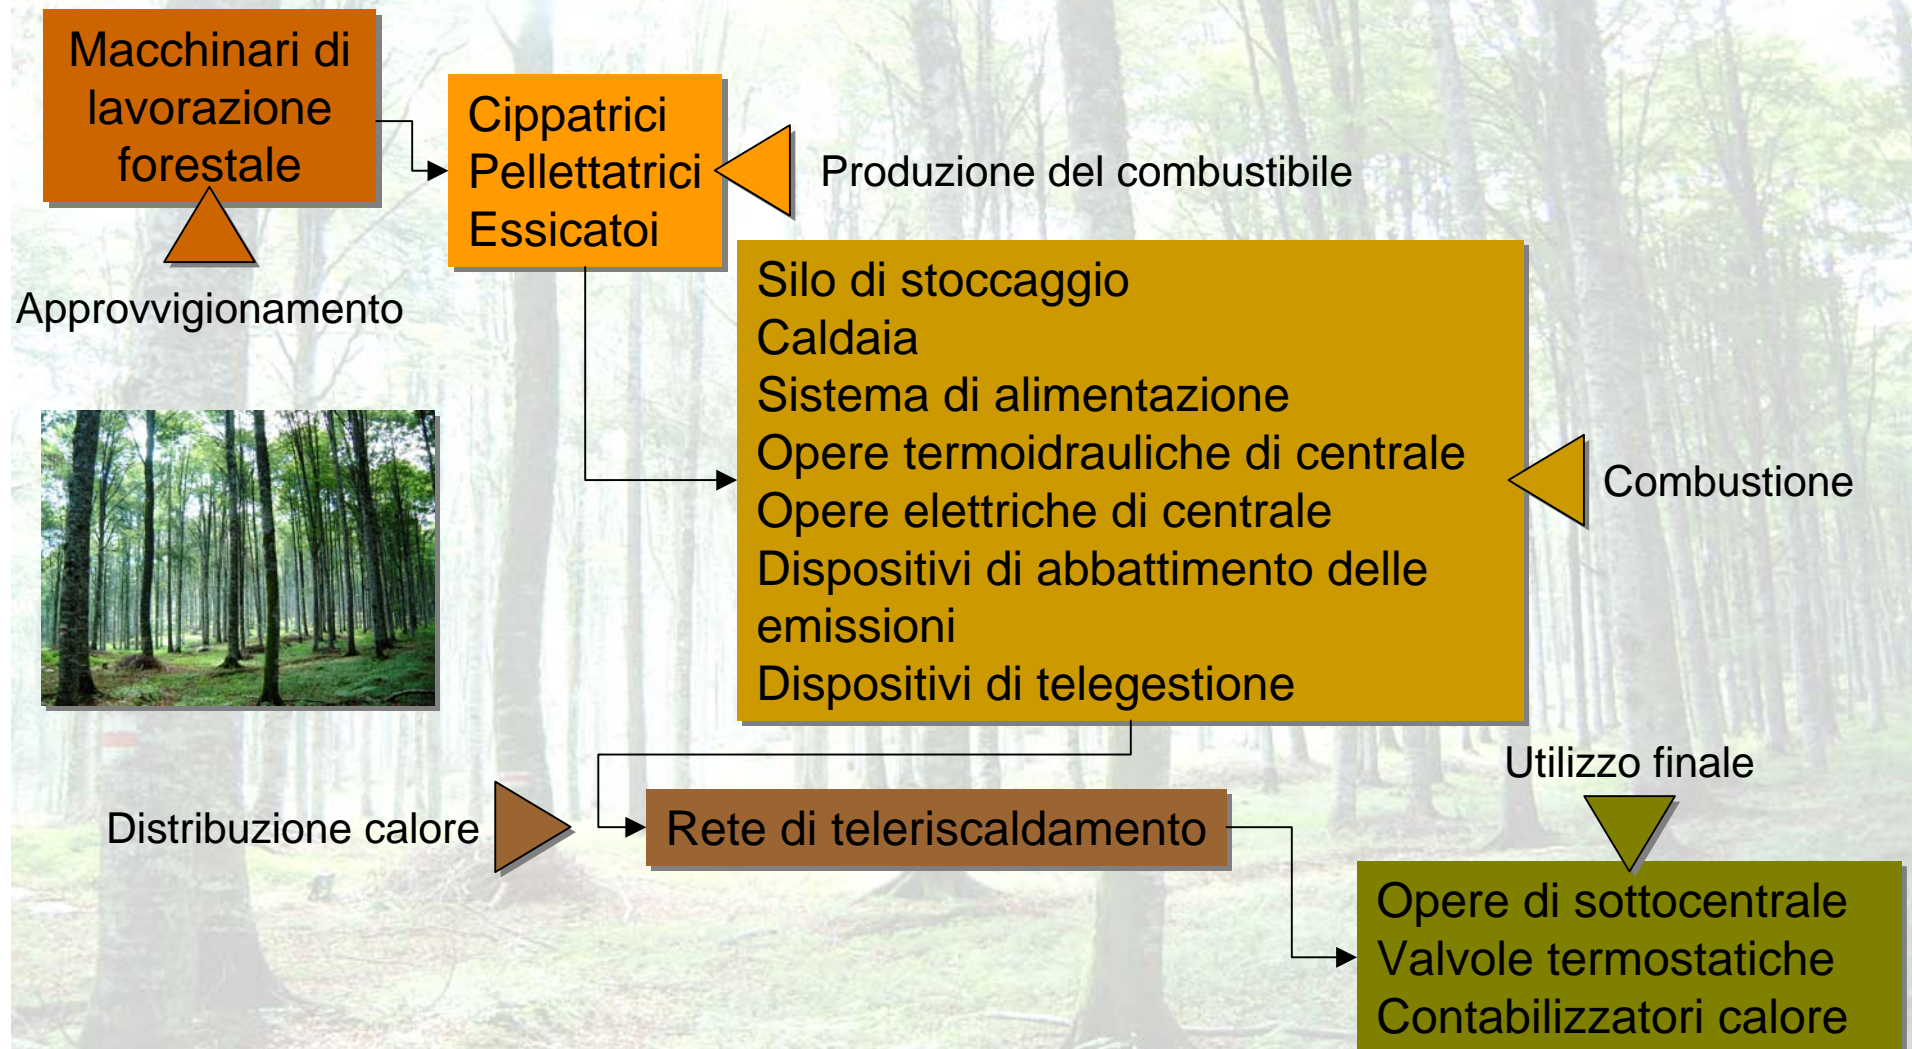 Macchinari di
lavorazione
forestale
Approvvigionamento
Cippatrici
Pellettatrici
Essicatoi
Produzione del combustibile
Silo di stoccaggio
Caldaia
Sistema di alimentazione
Opere termoidrauliche di centrale
Opere elettriche di centrale
Dispositivi di abbattimento delle
emissioni
Dispositivi di telegestione
Combustione
Distribuzione calore
Rete di teleriscaldamento
Utilizzo finale
Opere di sottocentrale
Valvole termostatiche
Contabilizzatori calore